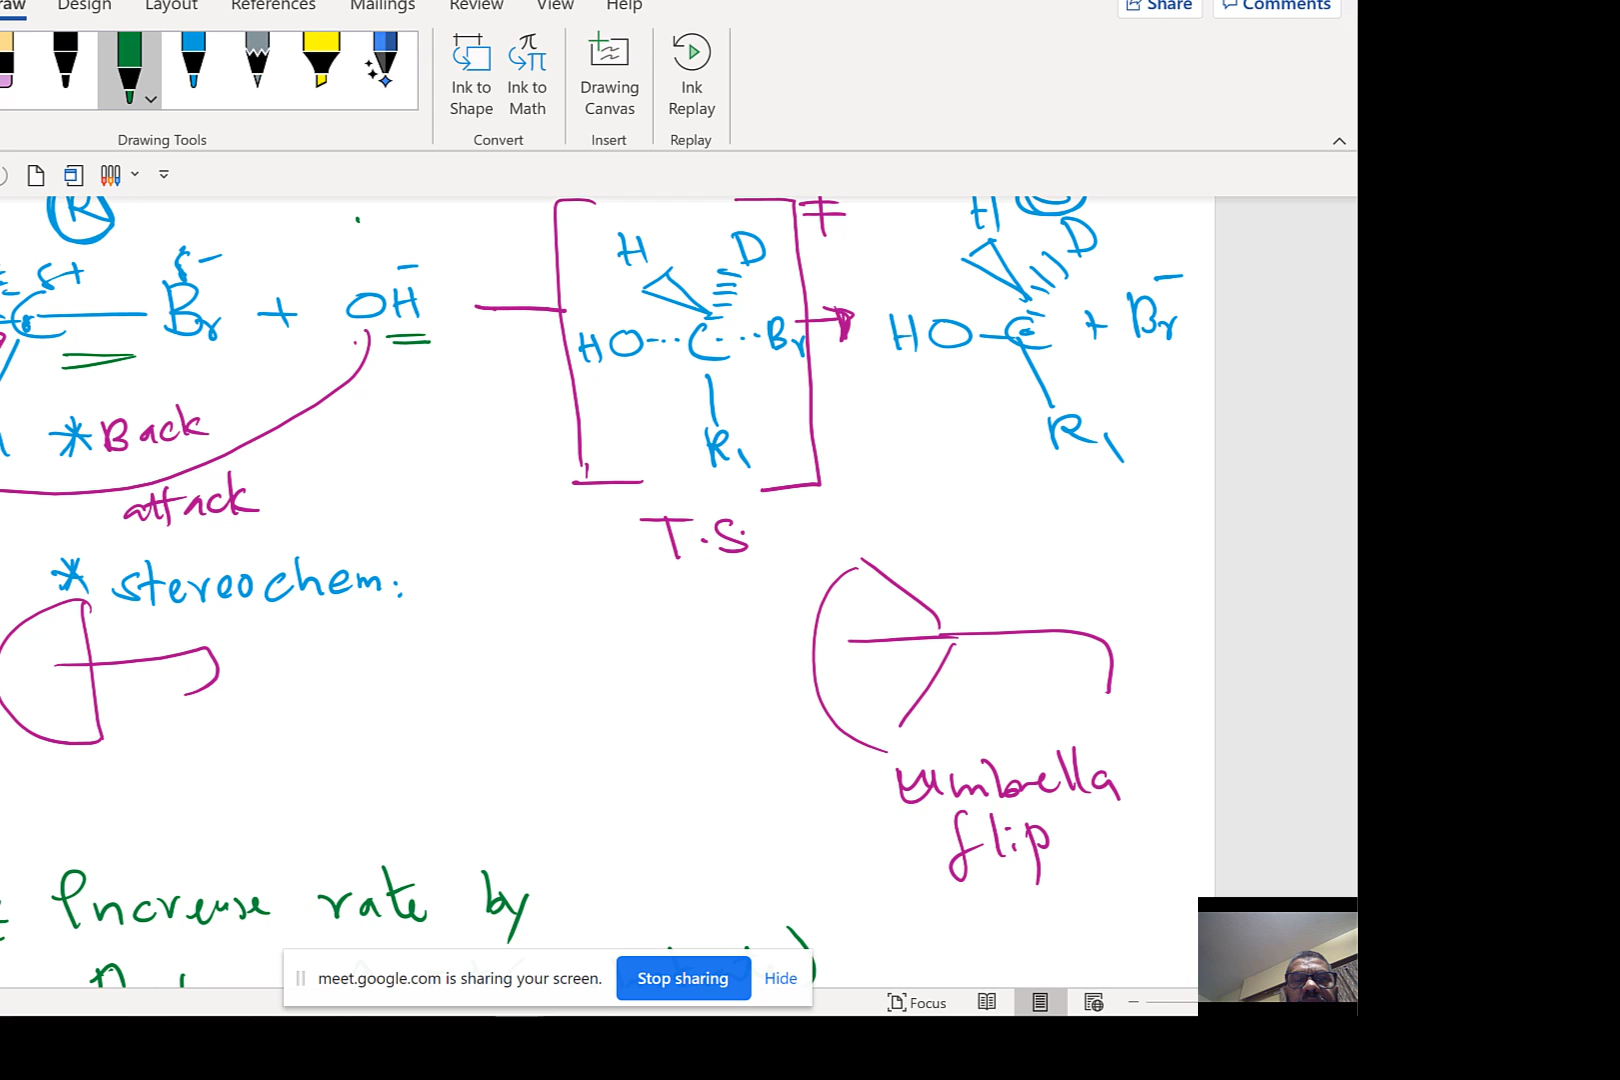 raw Design Layout References Mailings Review View Help Share Comments
Ink to Shape Ink to Math Drawing Canvas Ink Replay
Drawing Tools Convert Insert Replay
R
δ+ δ-
C Br + OH-
H D
HO C Br
R1
‡
H D
HO C + Br-
R1
* Back
attack
T.S
* stereochem:
umbrella
flip
Increase rate by
meet.google.com is sharing your screen. Stop sharing Hide
Focus